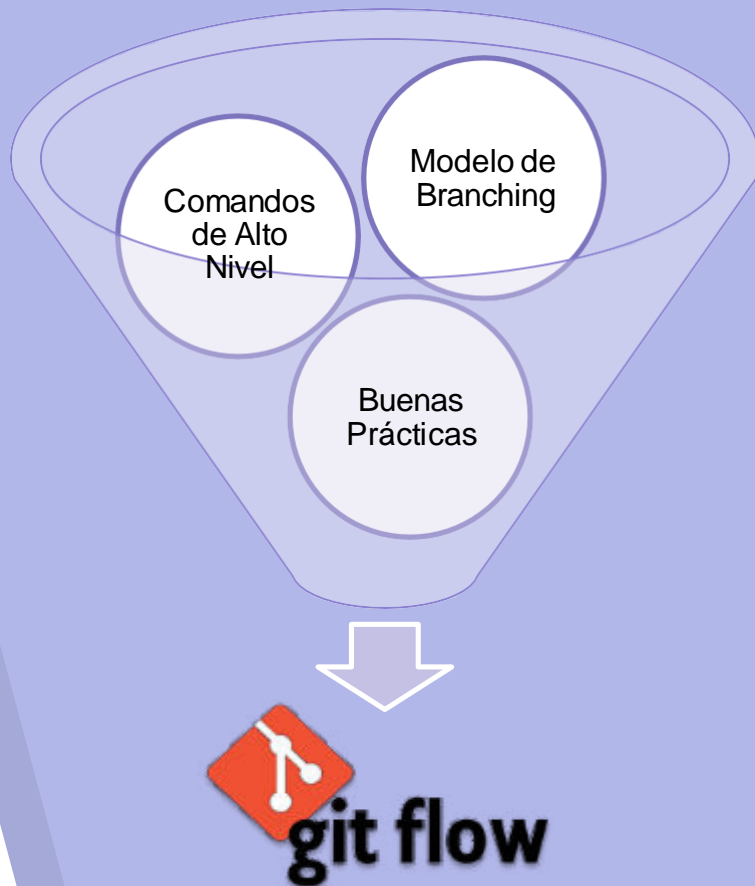 Comandos
de Alto
Nivel
Modelo de
Branching
Buenas
Prácticas
git flow